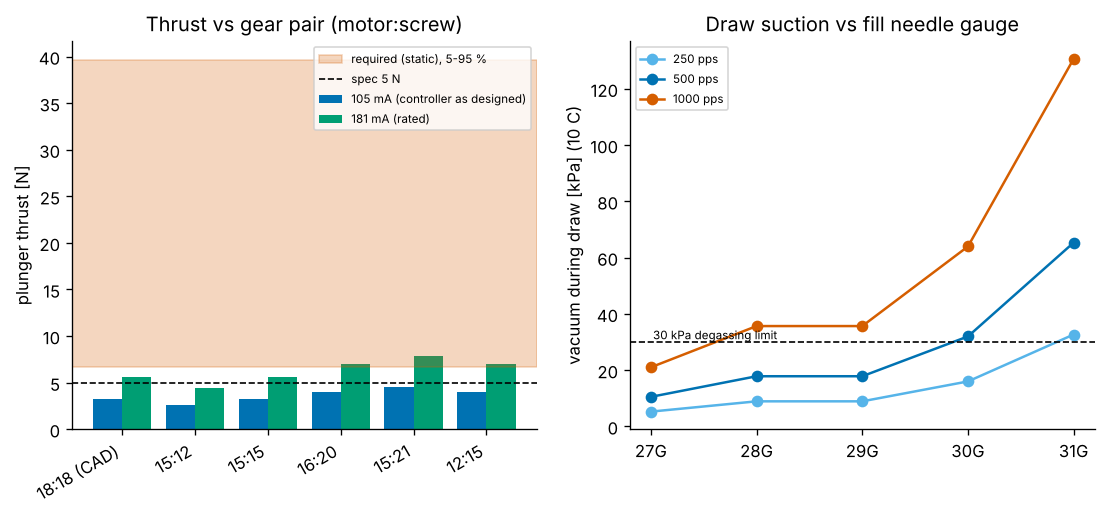 Thrust vs gear pair (motor:screw)
plunger thrust [N]
40
35
30
25
20
15
10
5
0
required (static), 5-95 %
spec 5 N
105 mA (controller as designed)
181 mA (rated)
18:18 (CAD)
15:12
15:15
16:20
15:21
12:15
Draw suction vs fill needle gauge
vacuum during draw [kPa] (10 C)
120
100
80
60
40
20
0
250 pps
500 pps
1000 pps
30 kPa degassing limit
27G
28G
29G
30G
31G